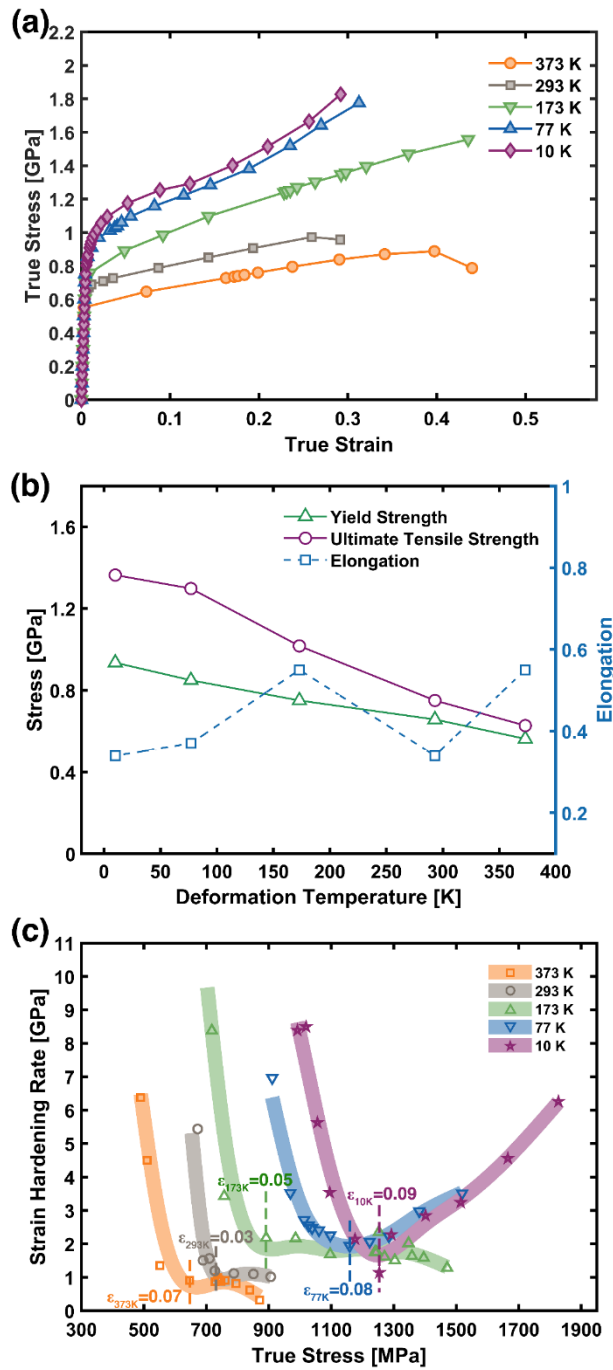 (a)
True Stress [GPa]
2.2
2
1.8
1.6
1.4
1.2
1
0.8
0.6
0.4
0.2
0
373 K
293 K
173 K
77 K
10 K
0 0.1 0.2 0.3 0.4 0.5
True Strain
(b)
Stress [GPa]
1.6
1.2
0.8
0.4
0
Yield Strength
Ultimate Tensile Strength
Elongation
1
0.8
0.6
0.4
0.2
Elongation
0 50 100 150 200 250 300 350 400
Deformation Temperature [K]
(c)
Strain Hardening Rate [GPa]
11
10
9
8
7
6
5
4
3
2
1
0
373 K
293 K
173 K
77 K
10 K
ε173K=0.05
ε10K=0.09
ε293K=0.03
ε373K=0.07
ε77K=0.08
300 500 700 900 1100 1300 1500 1700 1900
True Stress [MPa]